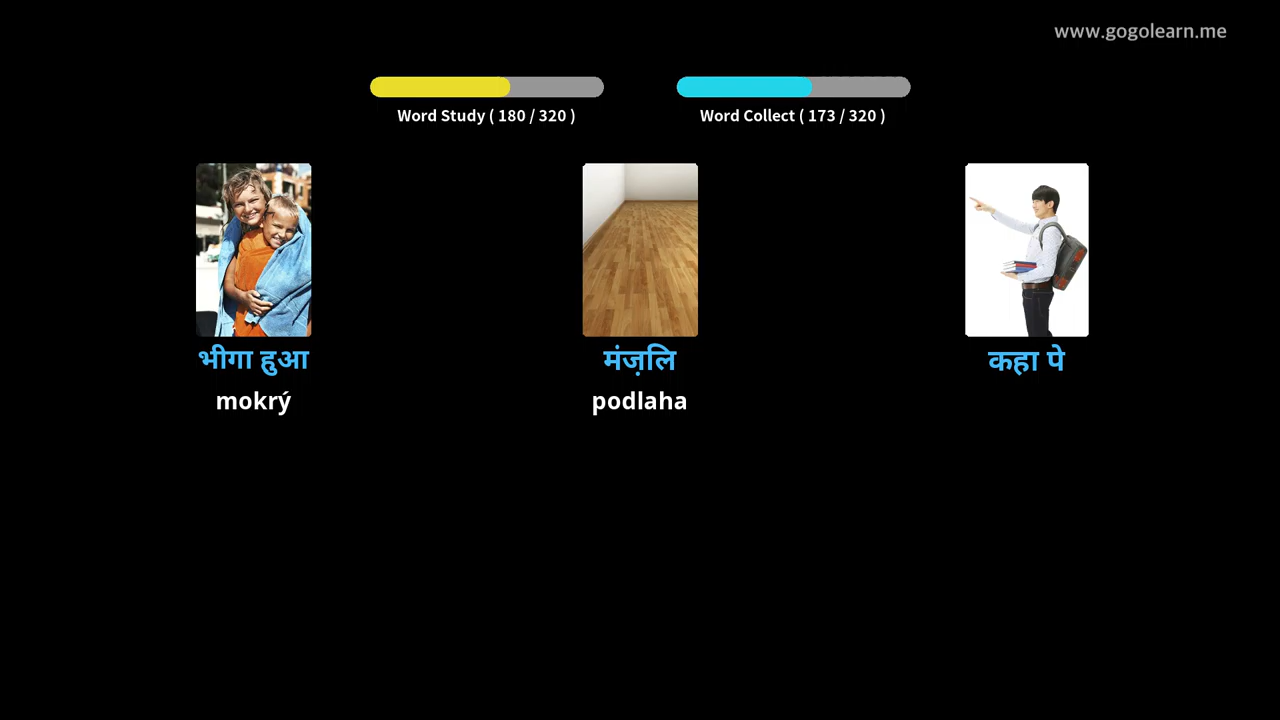 www.gogolearn.me
Word Study ( 180 / 320 )
Word Collect ( 173 / 320 )
भीगा हुआ
मंज़लि
कहा पे
mokrý
podlaha